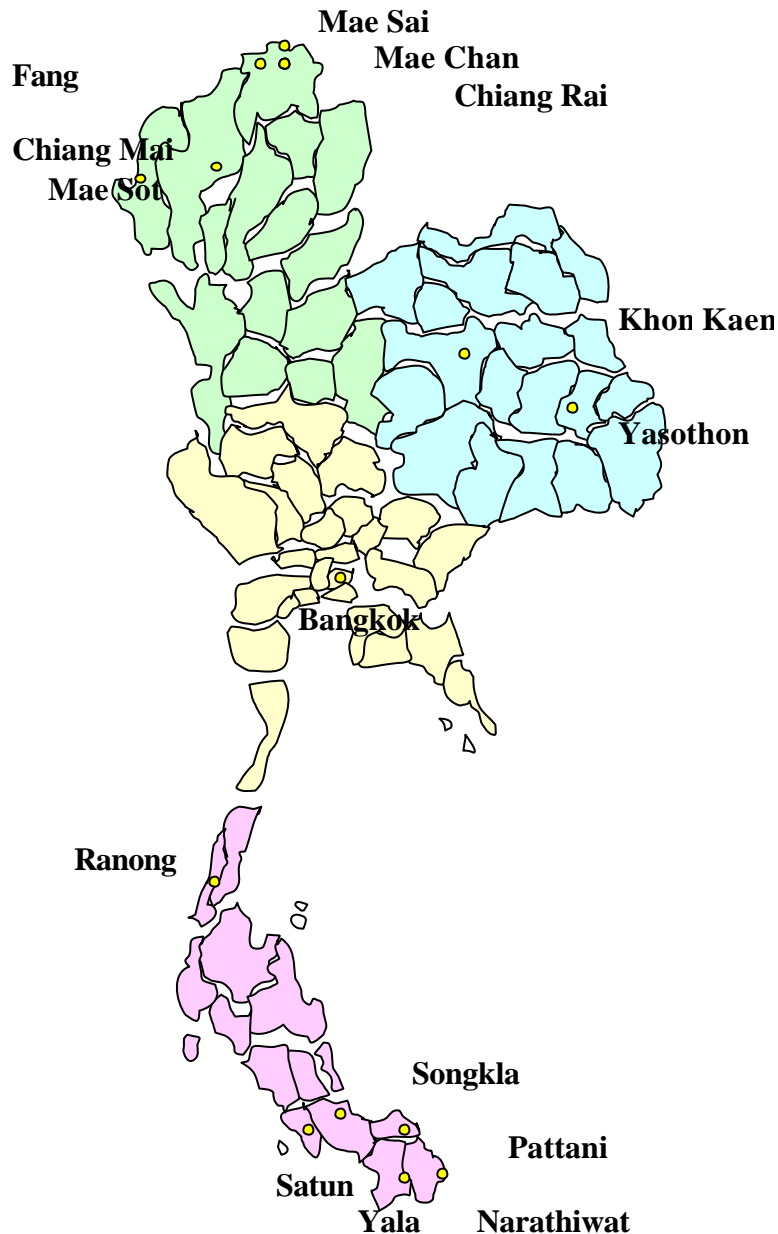 Mae Sai
Mae Chan
Fang
Chiang Rai
Chiang Mai
Mae Sot
Khon Kaen
Yasothon
Bangkok
Ranong
Songkla
Pattani
Satun
Yala
Narathiwat